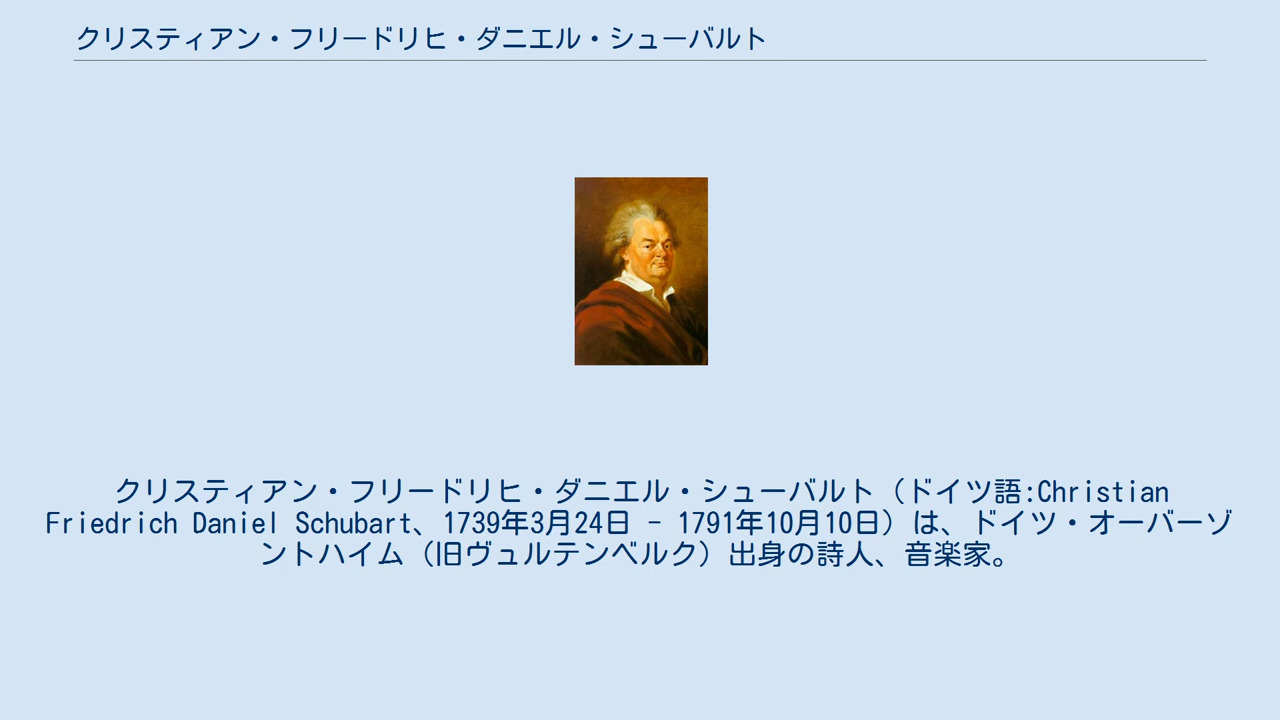 クリスティアン・フリードリヒ・ダニエル・シューバルト
クリスティアン・フリードリヒ・ダニエル・シューバルト（ドイツ語:Christian
Friedrich Daniel Schubart、1739年3月24日 - 1791年10月10日）は、ドイツ・オーバーゾ
ントハイム（旧ヴュルテンベルク）出身の詩人、音楽家。